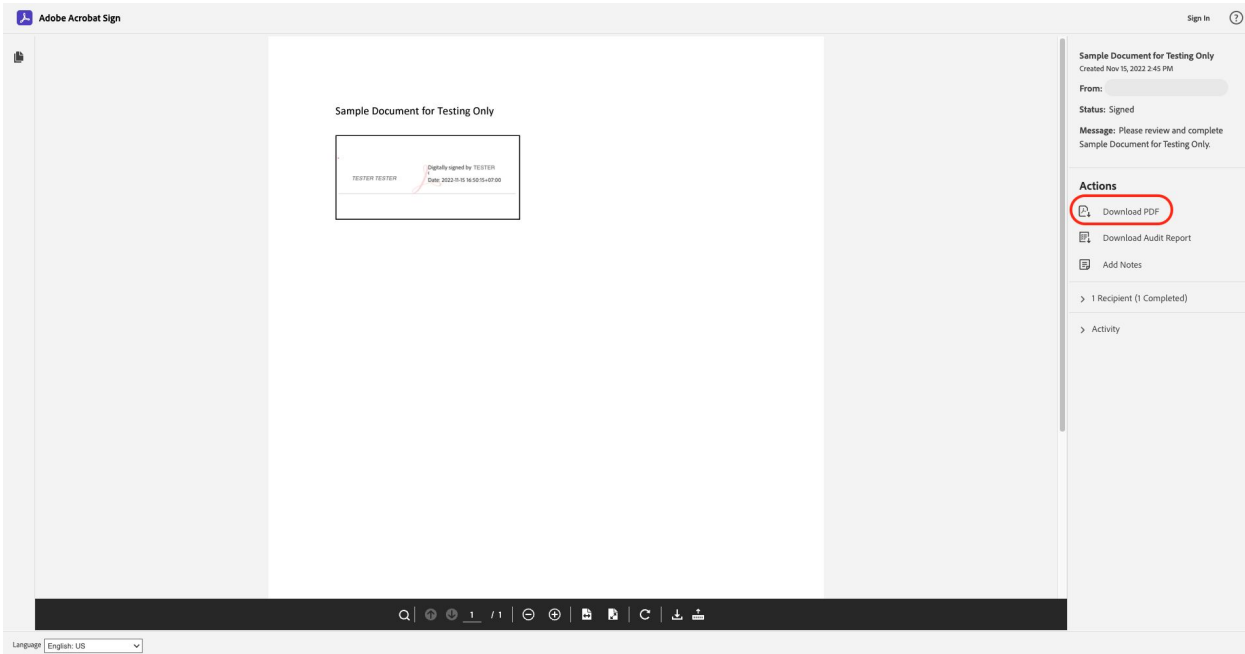 Adobe Acrobat Sign
Sign In
?
Sample Document for Testing Only
TESTER TESTER
Digitally signed by TESTER
Date: 2022-11-15 16:50:15+07:00
Sample Document for Testing Only
Created Nov 15, 2022 2:45 PM
From:
Status: Signed
Message: Please review and complete
Sample Document for Testing Only.
Actions
Download PDF
Download Audit Report
Add Notes
1 Recipient (1 Completed)
Activity
1 / 1
Language English: US